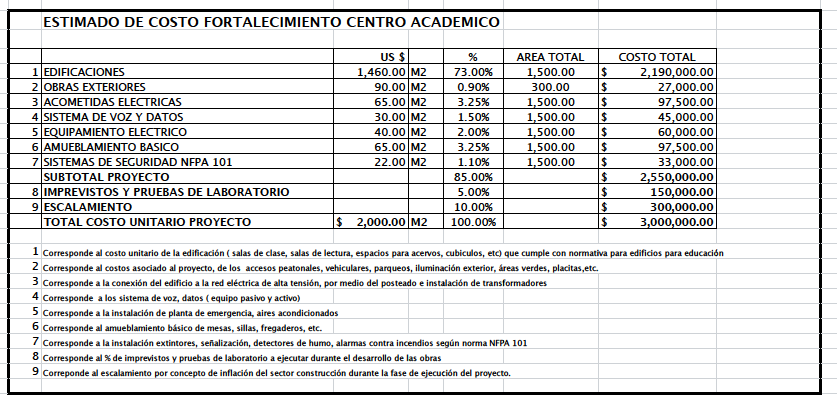 ESTIMADO DE COSTO FORTALECIMIENTO CENTRO ACADEMICO
US $ % AREA TOTAL COSTO TOTAL
1 EDIFICACIONES 1,460.00 M2 73.00% 1,500.00 $ 2,190,000.00
2 OBRAS EXTERIORES 90.00 M2 0.90% 300.00 $ 27,000.00
3 ACOMETIDAS ELECTRICAS 65.00 M2 3.25% 1,500.00 $ 97,500.00
4 SISTEMA DE VOZ Y DATOS 30.00 M2 1.50% 1,500.00 $ 45,000.00
5 EQUIPAMIENTO ELECTRICO 40.00 M2 2.00% 1,500.00 $ 60,000.00
6 AMUEBLAMIENTO BASICO 65.00 M2 3.25% 1,500.00 $ 97,500.00
7 SISTEMAS DE SEGURIDAD NFPA 101 22.00 M2 1.10% 1,500.00 $ 33,000.00
SUBTOTAL PROYECTO 85.00% $ 2,550,000.00
8 IMPREVISTOS Y PRUEBAS DE LABORATORIO 5.00% $ 150,000.00
9 ESCALAMIENTO 10.00% $ 300,000.00
TOTAL COSTO UNITARIO PROYECTO $ 2,000.00 M2 100.00% $ 3,000,000.00
1 Corresponde al costo unitario de la edificación ( salas de clase, salas de lectura, espacios para acervos, cubiculos, etc) que cumple con normativa para edificios para educación
2 Corresponde al costos asociado al proyecto, de los accesos peatonales, vehiculares, parqueos, iluminación exterior, áreas verdes, placitas,etc.
3 Corresponde a la conexión del edificio a la red eléctrica de alta tensión, por medio del posteado e instalación de transformadores
4 Corresponde a los sistema de voz, datos ( equipo pasivo y activo)
5 Corresponde a la instalación de planta de emergencia, aires acondicionados
6 Corresponde al amueblamiento básico de mesas, sillas, fregaderos, etc.
7 Corresponde a la instalación extintores, señalización, detectores de humo, alarmas contra incendios según norma NFPA 101
8 Corresponde al % de imprevistos y pruebas de laboratorio a ejecutar durante el desarrollo de las obras
9 Correponde al escalamiento por concepto de inflación del sector construcción durante la fase de ejecución del proyecto.